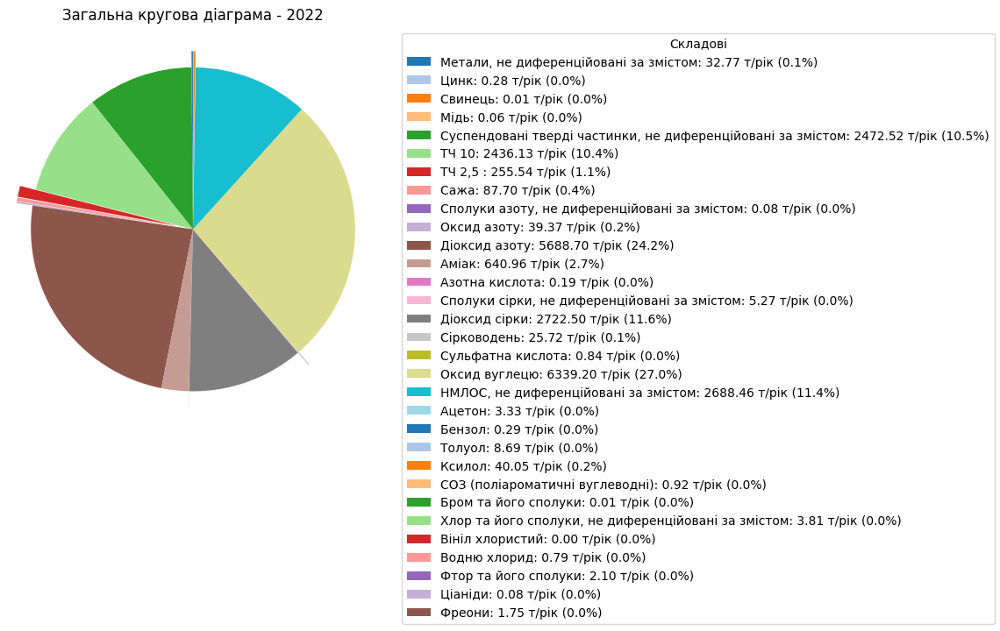 Загальна кругова діаграма - 2022
Складові
Метали, не диференційовані за змістом: 32.77 т/рік (0.1%)
Цинк: 0.28 т/рік (0.0%)
Свинець: 0.01 т/рік (0.0%)
Мідь: 0.06 т/рік (0.0%)
Суспендовані тверді частинки, не диференційовані за змістом: 2472.52 т/рік (10.5%)
ТЧ 10: 2436.13 т/рік (10.4%)
ТЧ 2,5 : 255.54 т/рік (1.1%)
Сажа: 87.70 т/рік (0.4%)
Сполуки азоту, не диференційовані за змістом: 0.08 т/рік (0.0%)
Оксид азоту: 39.37 т/рік (0.2%)
Діоксид азоту: 5688.70 т/рік (24.2%)
Аміак: 640.96 т/рік (2.7%)
Азотна кислота: 0.19 т/рік (0.0%)
Сполуки сірки, не диференційовані за змістом: 5.27 т/рік (0.0%)
Діоксид сірки: 2722.50 т/рік (11.6%)
Сірководень: 25.72 т/рік (0.1%)
Сульфатна кислота: 0.84 т/рік (0.0%)
Оксид вуглецю: 6339.20 т/рік (27.0%)
НМЛОС, не диференційовані за змістом: 2688.46 т/рік (11.4%)
Ацетон: 3.33 т/рік (0.0%)
Бензол: 0.29 т/рік (0.0%)
Толуол: 8.69 т/рік (0.0%)
Ксилол: 40.05 т/рік (0.2%)
СОЗ (поліароматичні вуглеводні): 0.92 т/рік (0.0%)
Бром та його сполуки: 0.01 т/рік (0.0%)
Хлор та його сполуки, не диференційовані за змістом: 3.81 т/рік (0.0%)
Вініл хлористий: 0.00 т/рік (0.0%)
Водню хлорид: 0.79 т/рік (0.0%)
Фтор та його сполуки: 2.10 т/рік (0.0%)
Ціаніди: 0.08 т/рік (0.0%)
Фреони: 1.75 т/рік (0.0%)